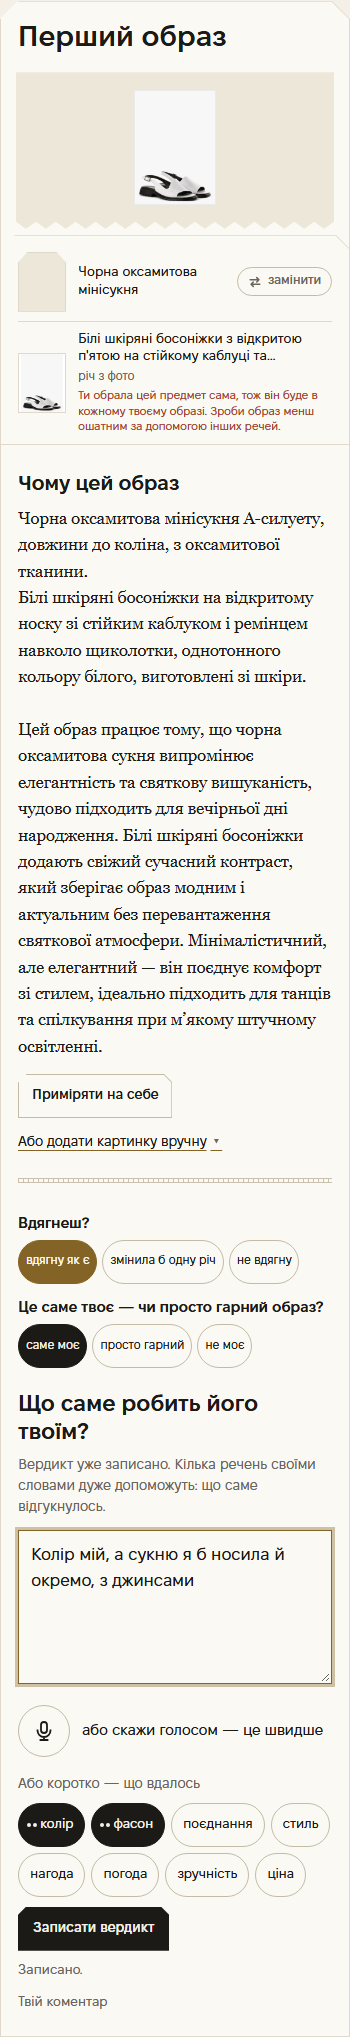 Перший образ
Чорна оксамитова
мінісукня
замінити
Білі шкіряні босоніжки з відкритою
п'ятою на стійкому каблуці та...
річ з фото
Ти обрала цей предмет сама, тож він буде в
кожному твоєму образі. Зроби образ менш
ошатним за допомогою інших речей.
Чому цей образ
Чорна оксамитова мінісукня А-силуету,
довжини до коліна, з оксамитової
тканини.
Білі шкіряні босоніжки на відкритому
носку зі стійким каблуком і ремінцем
навколо щиколотки, однотонного
кольору білого, виготовлені зі шкіри.
Цей образ працює тому, що чорна
оксамитова сукня випромінює
елегантність та святкову вишуканість,
чудово підходить для вечірньої дні
народження. Білі шкіряні босоніжки
додають свіжий сучасний контраст,
який зберігає образ модним і
актуальним без перевантаження
святкової атмосфери. Мінімалістичний,
але елегантний — він поєднує комфорт
зі стилем, ідеально підходить для танців
та спілкування при м’якому штучному
освітленні.
Приміряти на себе
Або додати картинку вручну
Вдягнеш?
вдягну як є змінила б одну річ не вдягну
Це саме твоє — чи просто гарний образ?
саме моє просто гарний не моє
Що саме робить його
твоїм?
Вердикт уже записано. Кілька речень своїми
словами дуже допоможуть: що саме
відгукнулось.
Колір мій, а сукню я б носила й
окремо, з джинсами
або скажи голосом — це швидше
Або коротко — що вдалось
колір фасон поєднання стиль
нагода погода зручність ціна
Записати вердикт
Записано.
Твій коментар